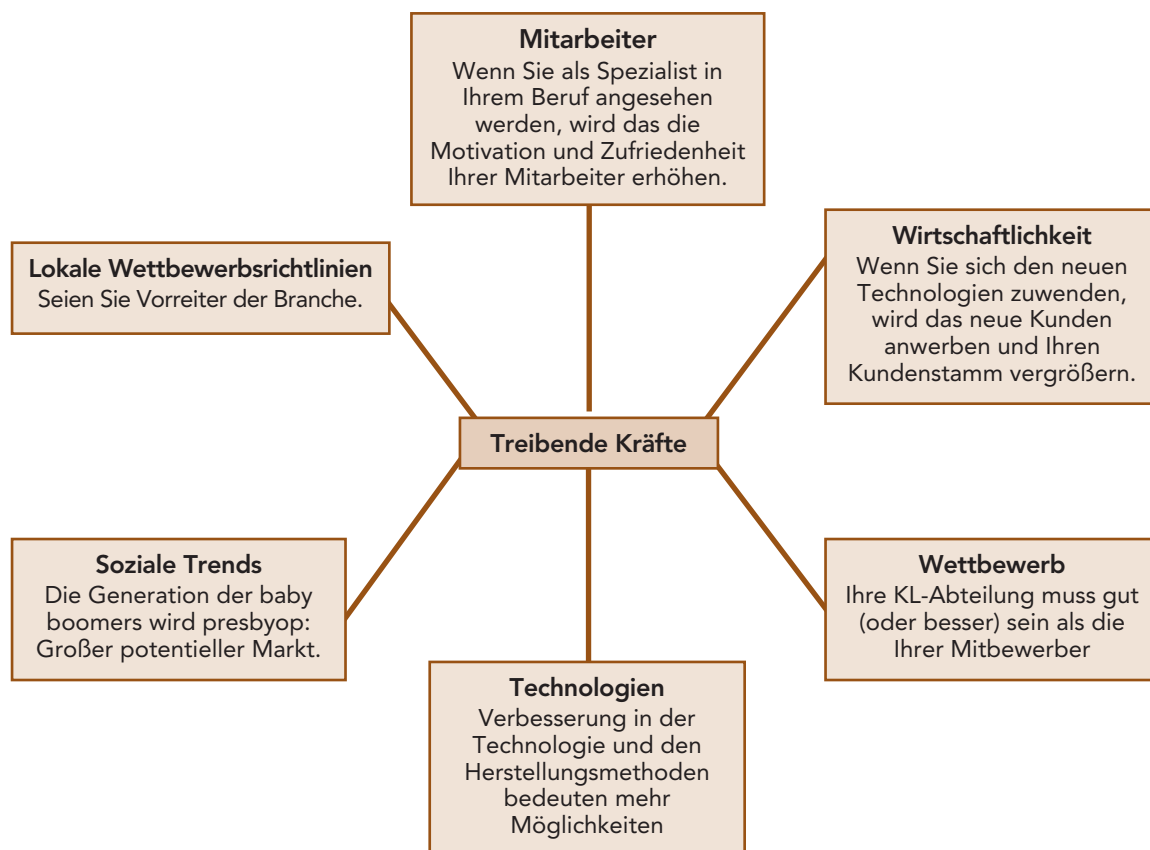 Mitarbeiter
Wenn Sie als Spezialist in
Ihrem Beruf angesehen
werden, wird das die
Motivation und Zufriedenheit
Ihrer Mitarbeiter erhöhen.
Lokale Wettbewerbsrichtlinien
Seien Sie Vorreiter der Branche.
Wirtschaftlichkeit
Wenn Sie sich den neuen
Technologien zuwenden,
wird das neue Kunden
anwerben und Ihren
Kundenstamm vergrößern.
Treibende Kräfte
Soziale Trends
Die Generation der baby
boomers wird presbyop:
Großer potentieller Markt.
Wettbewerb
Ihre KL-Abteilung muss gut
(oder besser) sein als die
Ihrer Mitbewerber
Technologien
Verbesserung in der
Technologie und den
Herstellungsmethoden
bedeuten mehr
Möglichkeiten